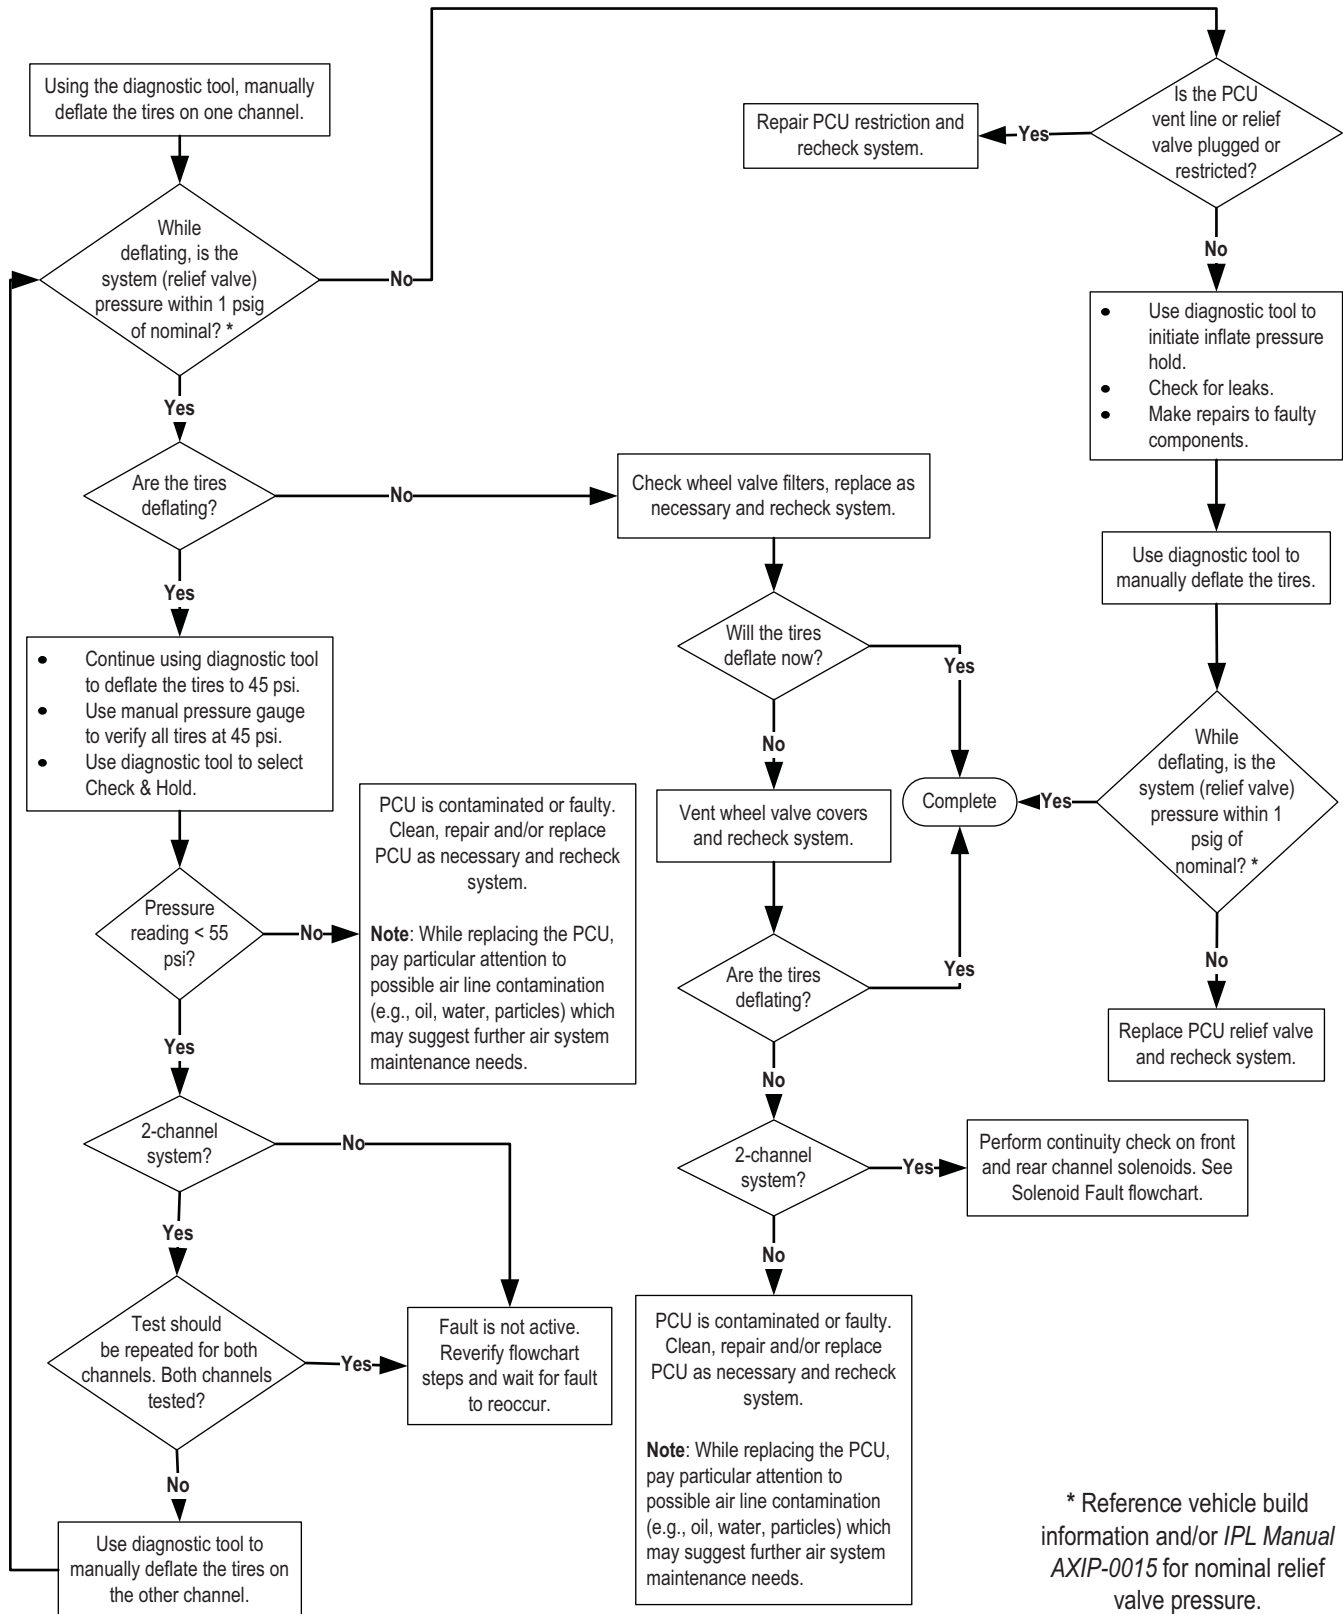 Using the diagnostic tool, manually
deflate the tires on one channel.
While
deflating, is the
system (relief valve)
pressure within 1 psig
of nominal? *
No
Yes
Are the tires
deflating?
No
Yes
• Continue using diagnostic tool
to deflate the tires to 45 psi.
• Use manual pressure gauge
to verify all tires at 45 psi.
• Use diagnostic tool to select
Check & Hold.
Pressure
reading < 55
psi?
No
Yes
PCU is contaminated or faulty.
Clean, repair and/or replace
PCU as necessary and recheck
system.
Note: While replacing the PCU,
pay particular attention to
possible air line contamination
(e.g., oil, water, particles) which
may suggest further air system
maintenance needs.
2-channel
system?
No
Yes
Test should
be repeated for both
channels. Both channels
tested?
Yes
No
Fault is not active.
Reverify flowchart
steps and wait for fault
to reoccur.
Use diagnostic tool to
manually deflate the tires on
the other channel.
Check wheel valve filters, replace as
necessary and recheck system.
Will the tires
deflate now?
Yes
No
Vent wheel valve covers
and recheck system.
Complete
Are the tires
deflating?
Yes
No
2-channel
system?
Yes
No
Perform continuity check on front
and rear channel solenoids. See
Solenoid Fault flowchart.
PCU is contaminated or faulty.
Clean, repair and/or replace
PCU as necessary and recheck
system.
Note: While replacing the PCU,
pay particular attention to
possible air line contamination
(e.g., oil, water, particles) which
may suggest further air system
maintenance needs.
Is the PCU
vent line or relief
valve plugged or
restricted?
Yes
No
Repair PCU restriction and
recheck system.
• Use diagnostic tool to
initiate inflate pressure
hold.
• Check for leaks.
• Make repairs to faulty
components.
Use diagnostic tool to
manually deflate the tires.
While
deflating, is the
system (relief valve)
pressure within 1
psig of
nominal? *
Yes
No
Replace PCU relief valve
and recheck system.
* Reference vehicle build
information and/or IPL Manual
AXIP-0015 for nominal relief
valve pressure.